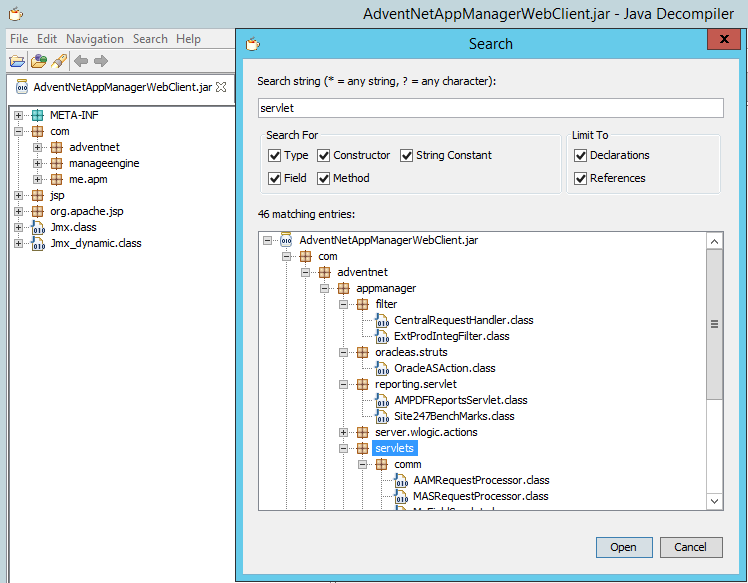 AdventNetAppManagerWebClient.jar - Java Decompiler
File Edit Navigation Search Help
AdventNetAppManagerWebClient.jar
META-INF
com
adventnet
manageengine
me.apm
jsp
org.apache.jsp
Jmx.class
Jmx_dynamic.class
Search
Search string (* = any string, ? = any character):
servlet
Search For
Type Constructor String Constant
Field Method
Limit To
Declarations
References
46 matching entries:
AdventNetAppManagerWebClient.jar
com
adventnet
appmanager
filter
CentralRequestHandler.class
ExtProdIntegFilter.class
oracleas.struts
OracleASAction.class
reporting.servlet
AMPDFReportsServlet.class
Site247BenchMarks.class
server.wlogic.actions
servlets
comm
AAMRequestProcessor.class
MASRequestProcessor.class
Open Cancel